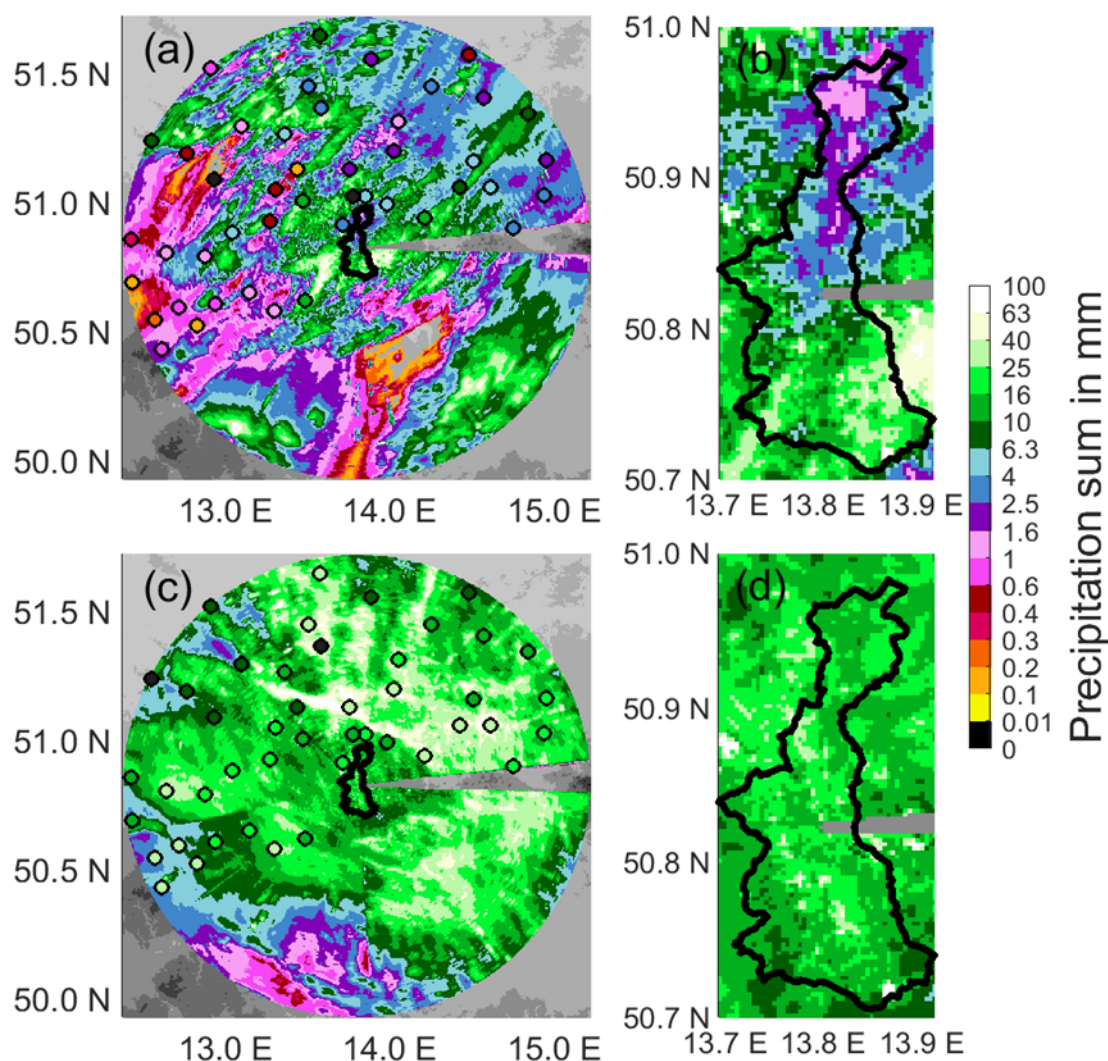 (a)
51.5 N
51.0 N
50.5 N
50.0 N
13.0 E 14.0 E 15.0 E
(b)
51.0 N
50.9 N
50.8 N
50.7 N
13.7 E 13.8 E 13.9 E
(c)
51.5 N
51.0 N
50.5 N
50.0 N
13.0 E 14.0 E 15.0 E
(d)
51.0 N
50.9 N
50.8 N
50.7 N
13.7 E 13.8 E 13.9 E
100
63
40
25
16
10
6.3
4
2.5
1.6
1
0.6
0.4
0.3
0.2
0.1
0.01
0
Precipitation sum in mm